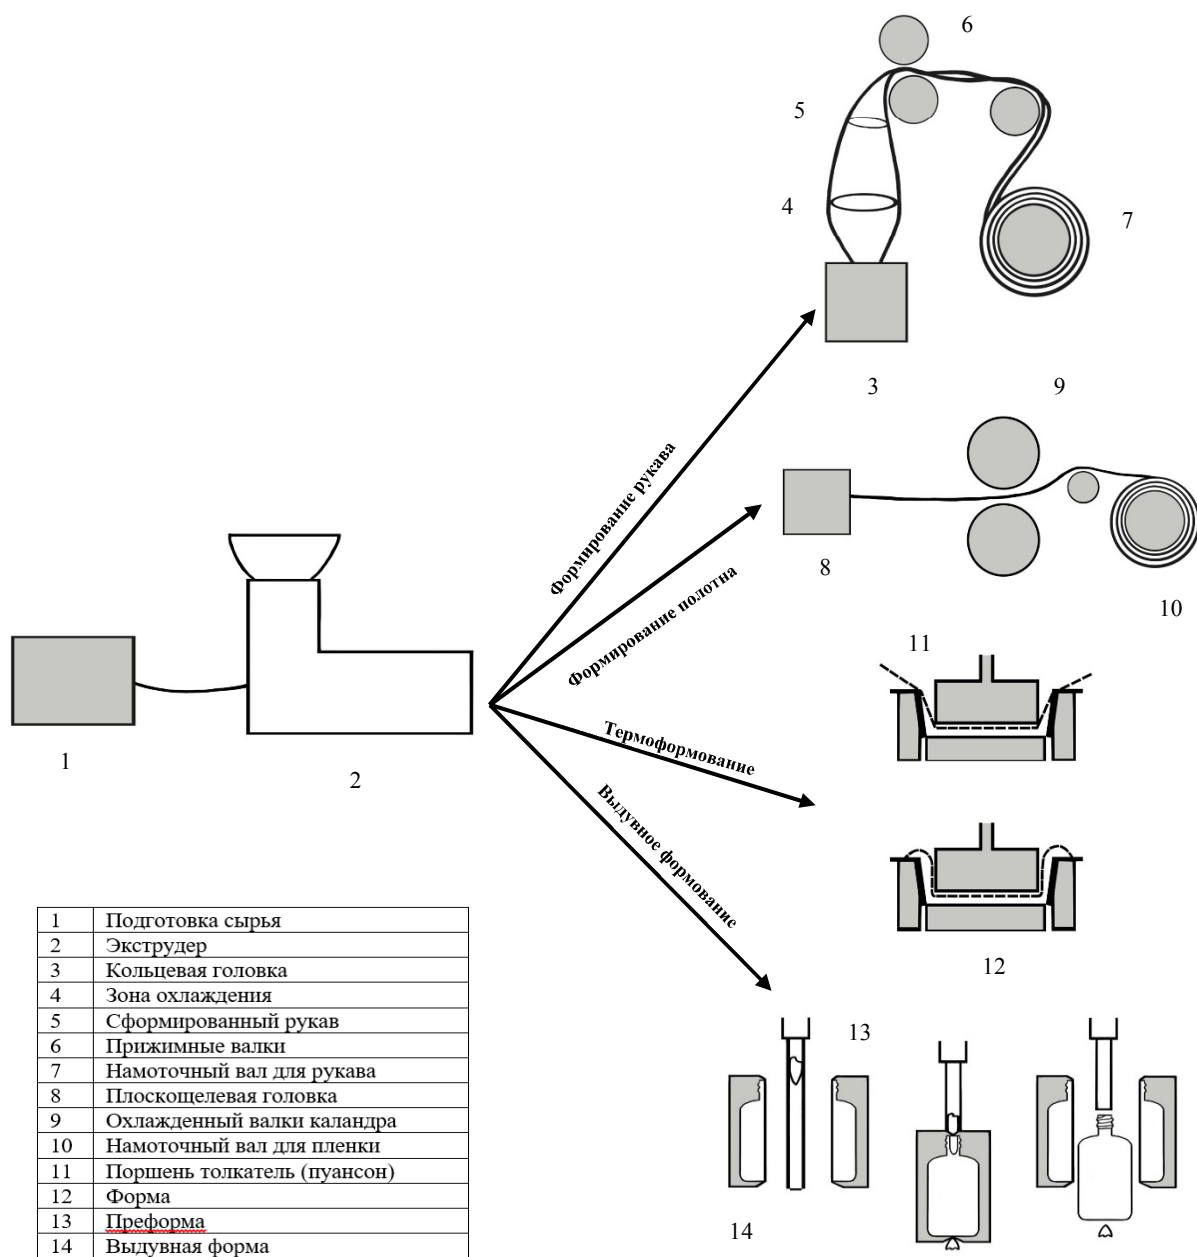 6
5
4
7
3
9
Формирование рукава
8
10
Формирование полотна
11
1
2
Термоформование
Выдувное формование
12
13
14
1 Подготовка сырья
2 Экструдер
3 Кольцевая головка
4 Зона охлаждения
5 Сформированный рукав
6 Прижимные валки
7 Намоточный вал для рукава
8 Плоскощелевая головка
9 Охлажденный валки каландра
10 Намоточный вал для пленки
11 Поршень толкатель (пуансон)
12 Форма
13 Преформа
14 Выдувная форма